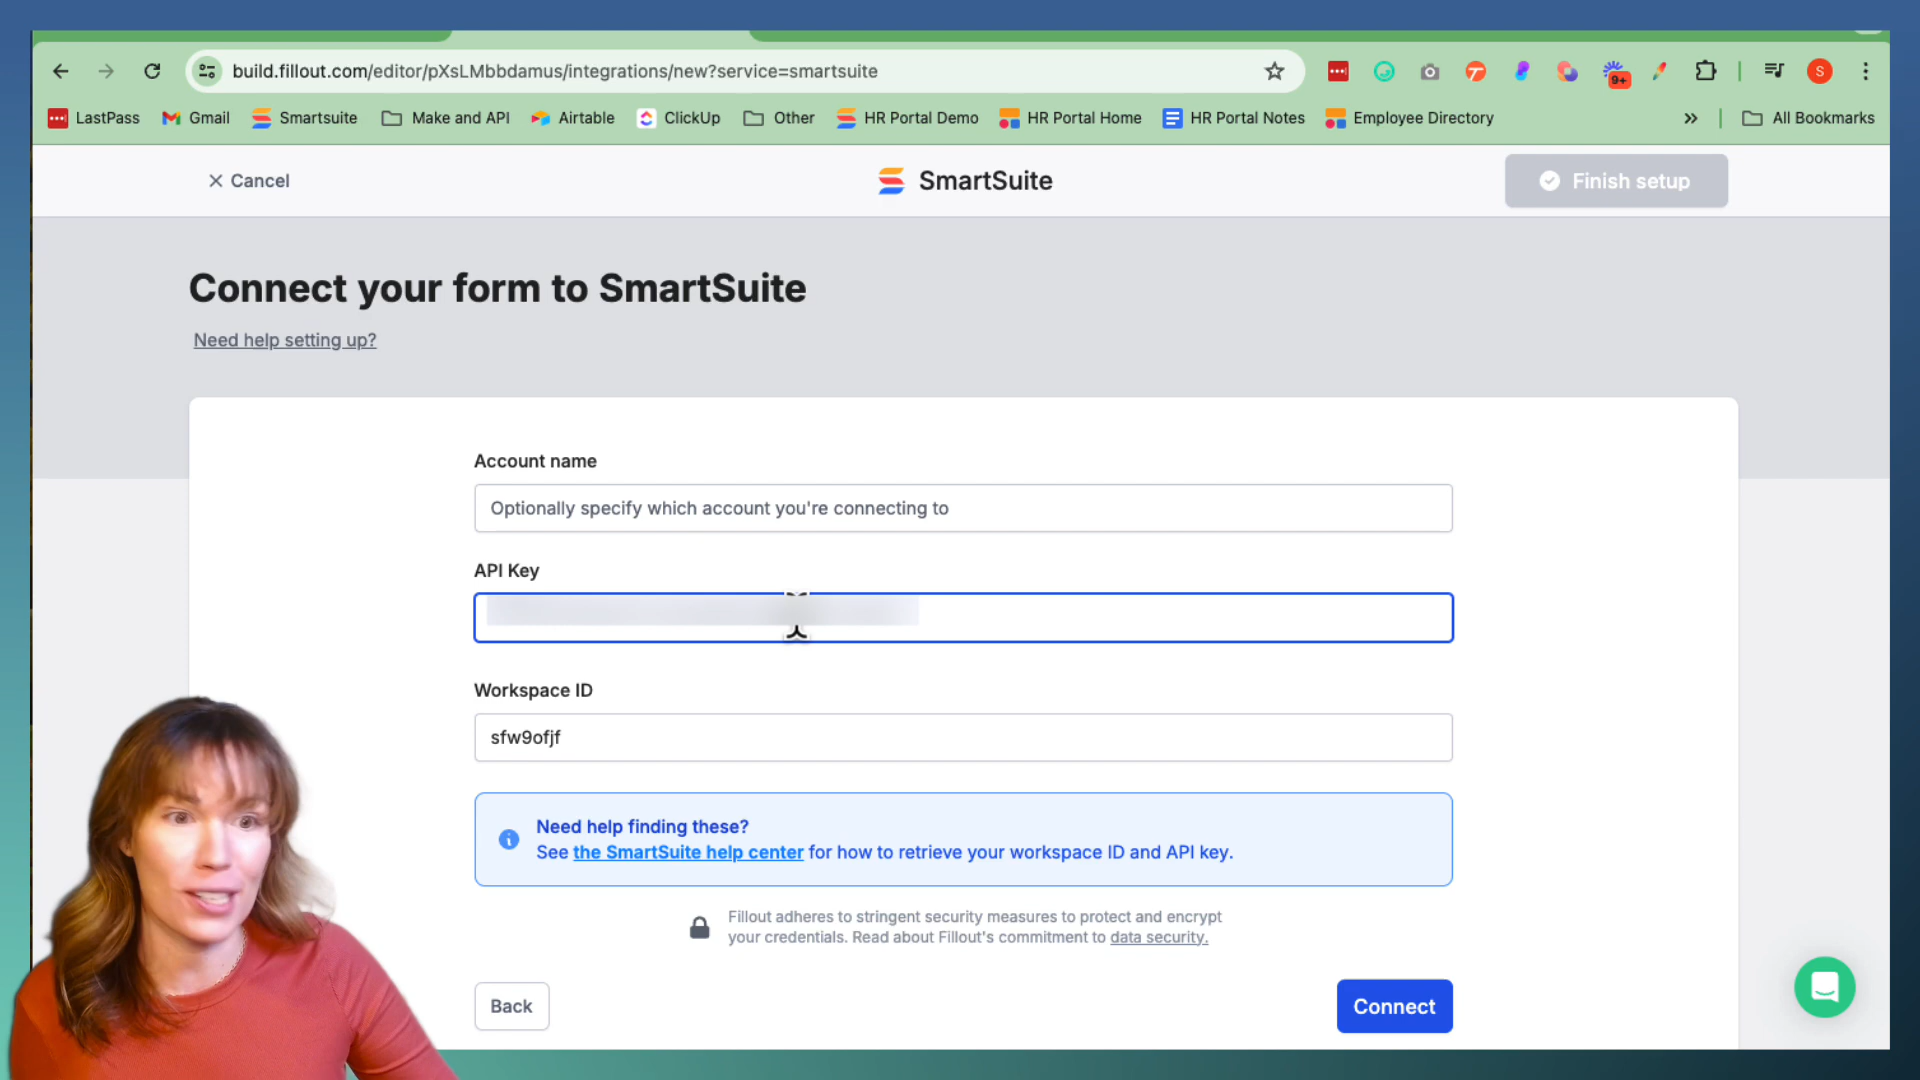 build.fillout.com/editor/pXsLMbbdamus/integrations/new?service=smartsuite
9+
S
LastPass
Gmail
Smartsuite
Make and API
Airtable
ClickUp
Other
HR Portal Demo
HR Portal Home
HR Portal Notes
Employee Directory
»
All Bookmarks
Cancel
SmartSuite
Finish setup
Connect your form to SmartSuite
Need help setting up?
Account name
Optionally specify which account you're connecting to
API Key
Workspace ID
sfw9ofjf
Need help finding these?
See the SmartSuite help center for how to retrieve your workspace ID and API key.
Fillout adheres to stringent security measures to protect and encrypt
your credentials. Read about Fillout's commitment to data security.
Back
Connect